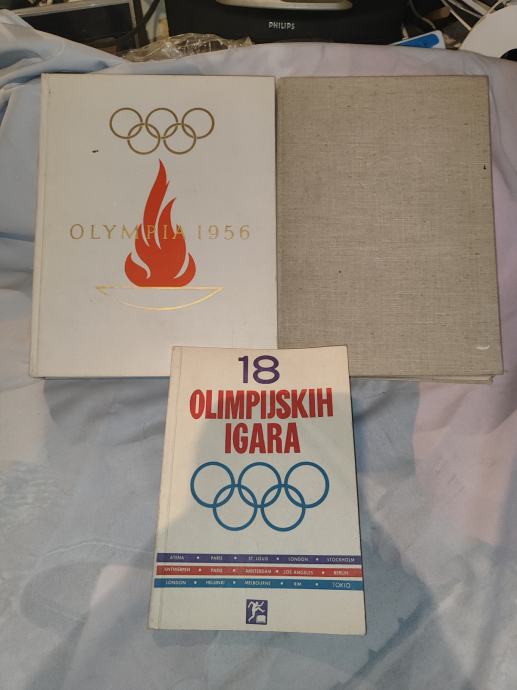 PHILIPS
OLYMPIA 1956
18
OLIMPIJSKIH
IGARA
ATENA • PARIS • ST. LOUIS • LONDON • STOCKHOLM
ANTWERPEN • PARIS • AMSTERDAM • LOS ANGELES • BERLIN
LONDON • HELSINKI • MELBOURNE • RIM • TOKIO